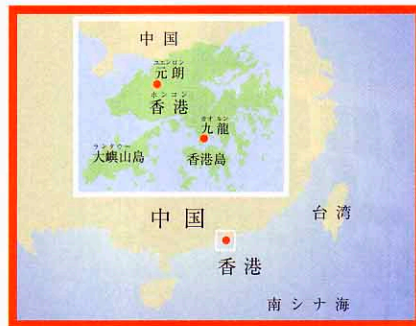 中国
ユエンロン
元朗
ホンコン
香港
カオルン
九龍
ランタウー
大嶼山島
香港島
中国
台湾
香港
南シナ海